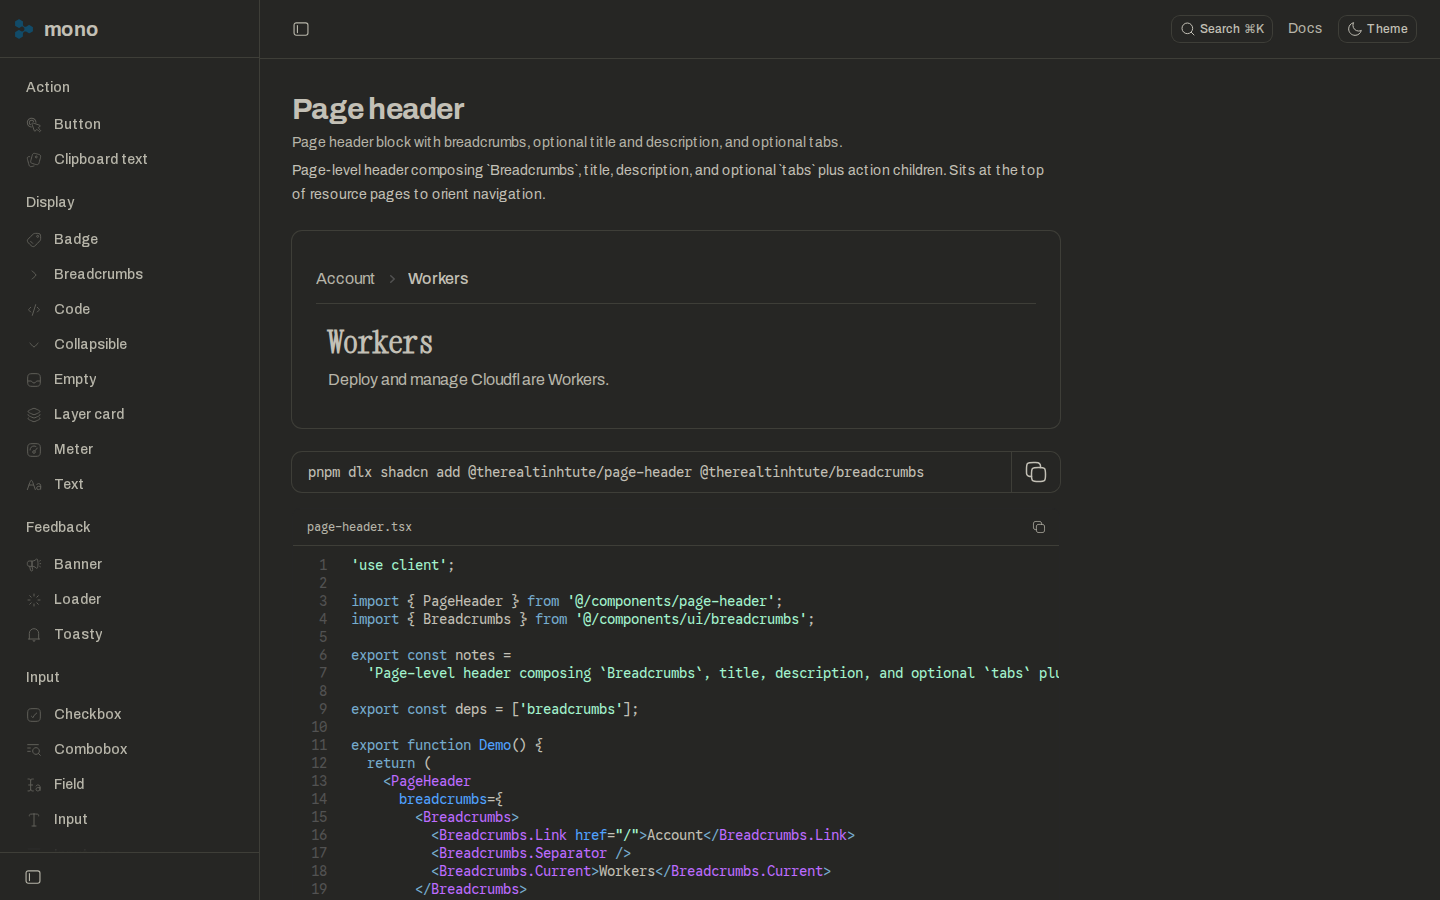 mono
Search ⌘K
Docs
Theme
Action
Button
Clipboard text
Display
Badge
Breadcrumbs
Code
Collapsible
Empty
Layer card
Meter
Text
Feedback
Banner
Loader
Toasty
Input
Checkbox
Combobox
Field
Input
Page header
Page header block with breadcrumbs, optional title and description, and optional tabs.
Page-level header composing `Breadcrumbs`, title, description, and optional `tabs` plus action children. Sits at the top
of resource pages to orient navigation.
Account > Workers
Workers
Deploy and manage Cloudflare Workers.
pnpm dlx shadcn add @therealtinhtute/page-header @therealtinhtute/breadcrumbs
page-header.tsx
1 'use client';
2
3 import { PageHeader } from '@/components/page-header';
4 import { Breadcrumbs } from '@/components/ui/breadcrumbs';
5
6 export const notes =
7 'Page-level header composing `Breadcrumbs`, title, description, and optional `tabs` plu
8
9 export const deps = ['breadcrumbs'];
10
11 export function Demo() {
12 return (
13 <PageHeader
14 breadcrumbs={
15 <Breadcrumbs>
16 <Breadcrumbs.Link href="/">Account</Breadcrumbs.Link>
17 <Breadcrumbs.Separator />
18 <Breadcrumbs.Current>Workers</Breadcrumbs.Current>
19 </Breadcrumbs>